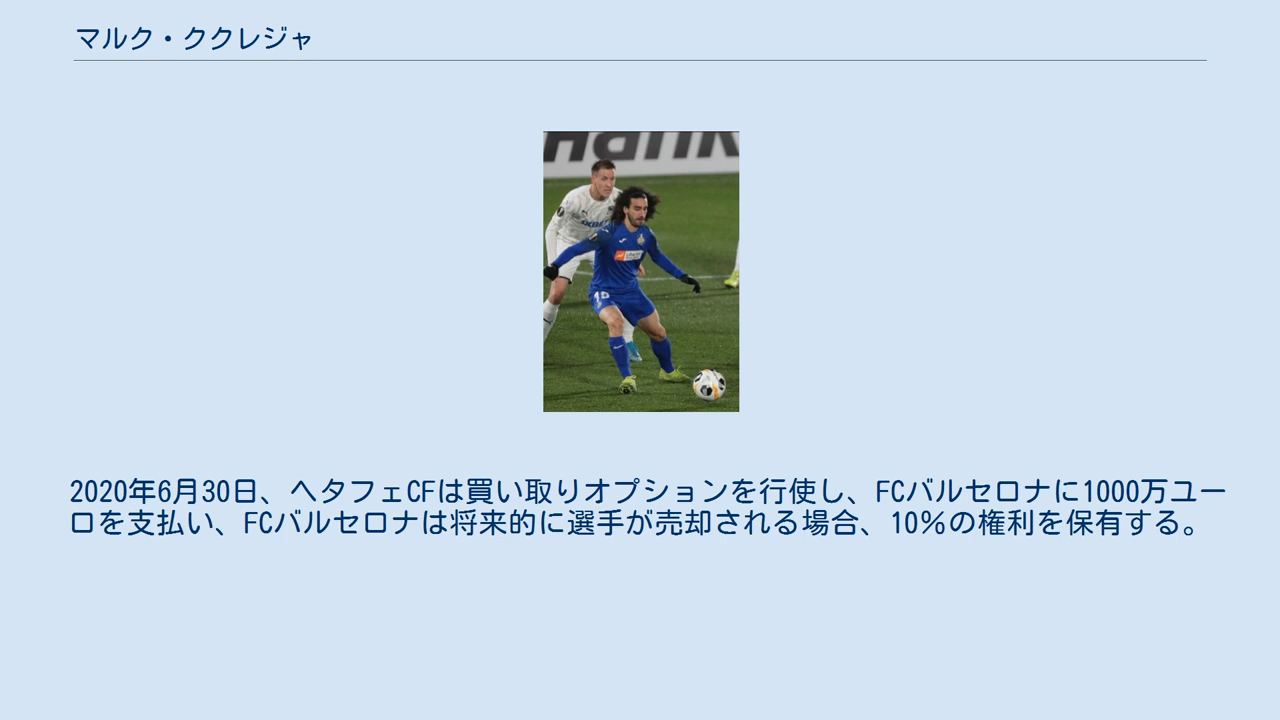 マルク・ククレジャ
2020年6月30日、ヘタフェCFは買い取りオプションを行使し、FCバルセロナに1000万ユー
ロを支払い、FCバルセロナは将来的に選手が売却される場合、10％の権利を保有する。